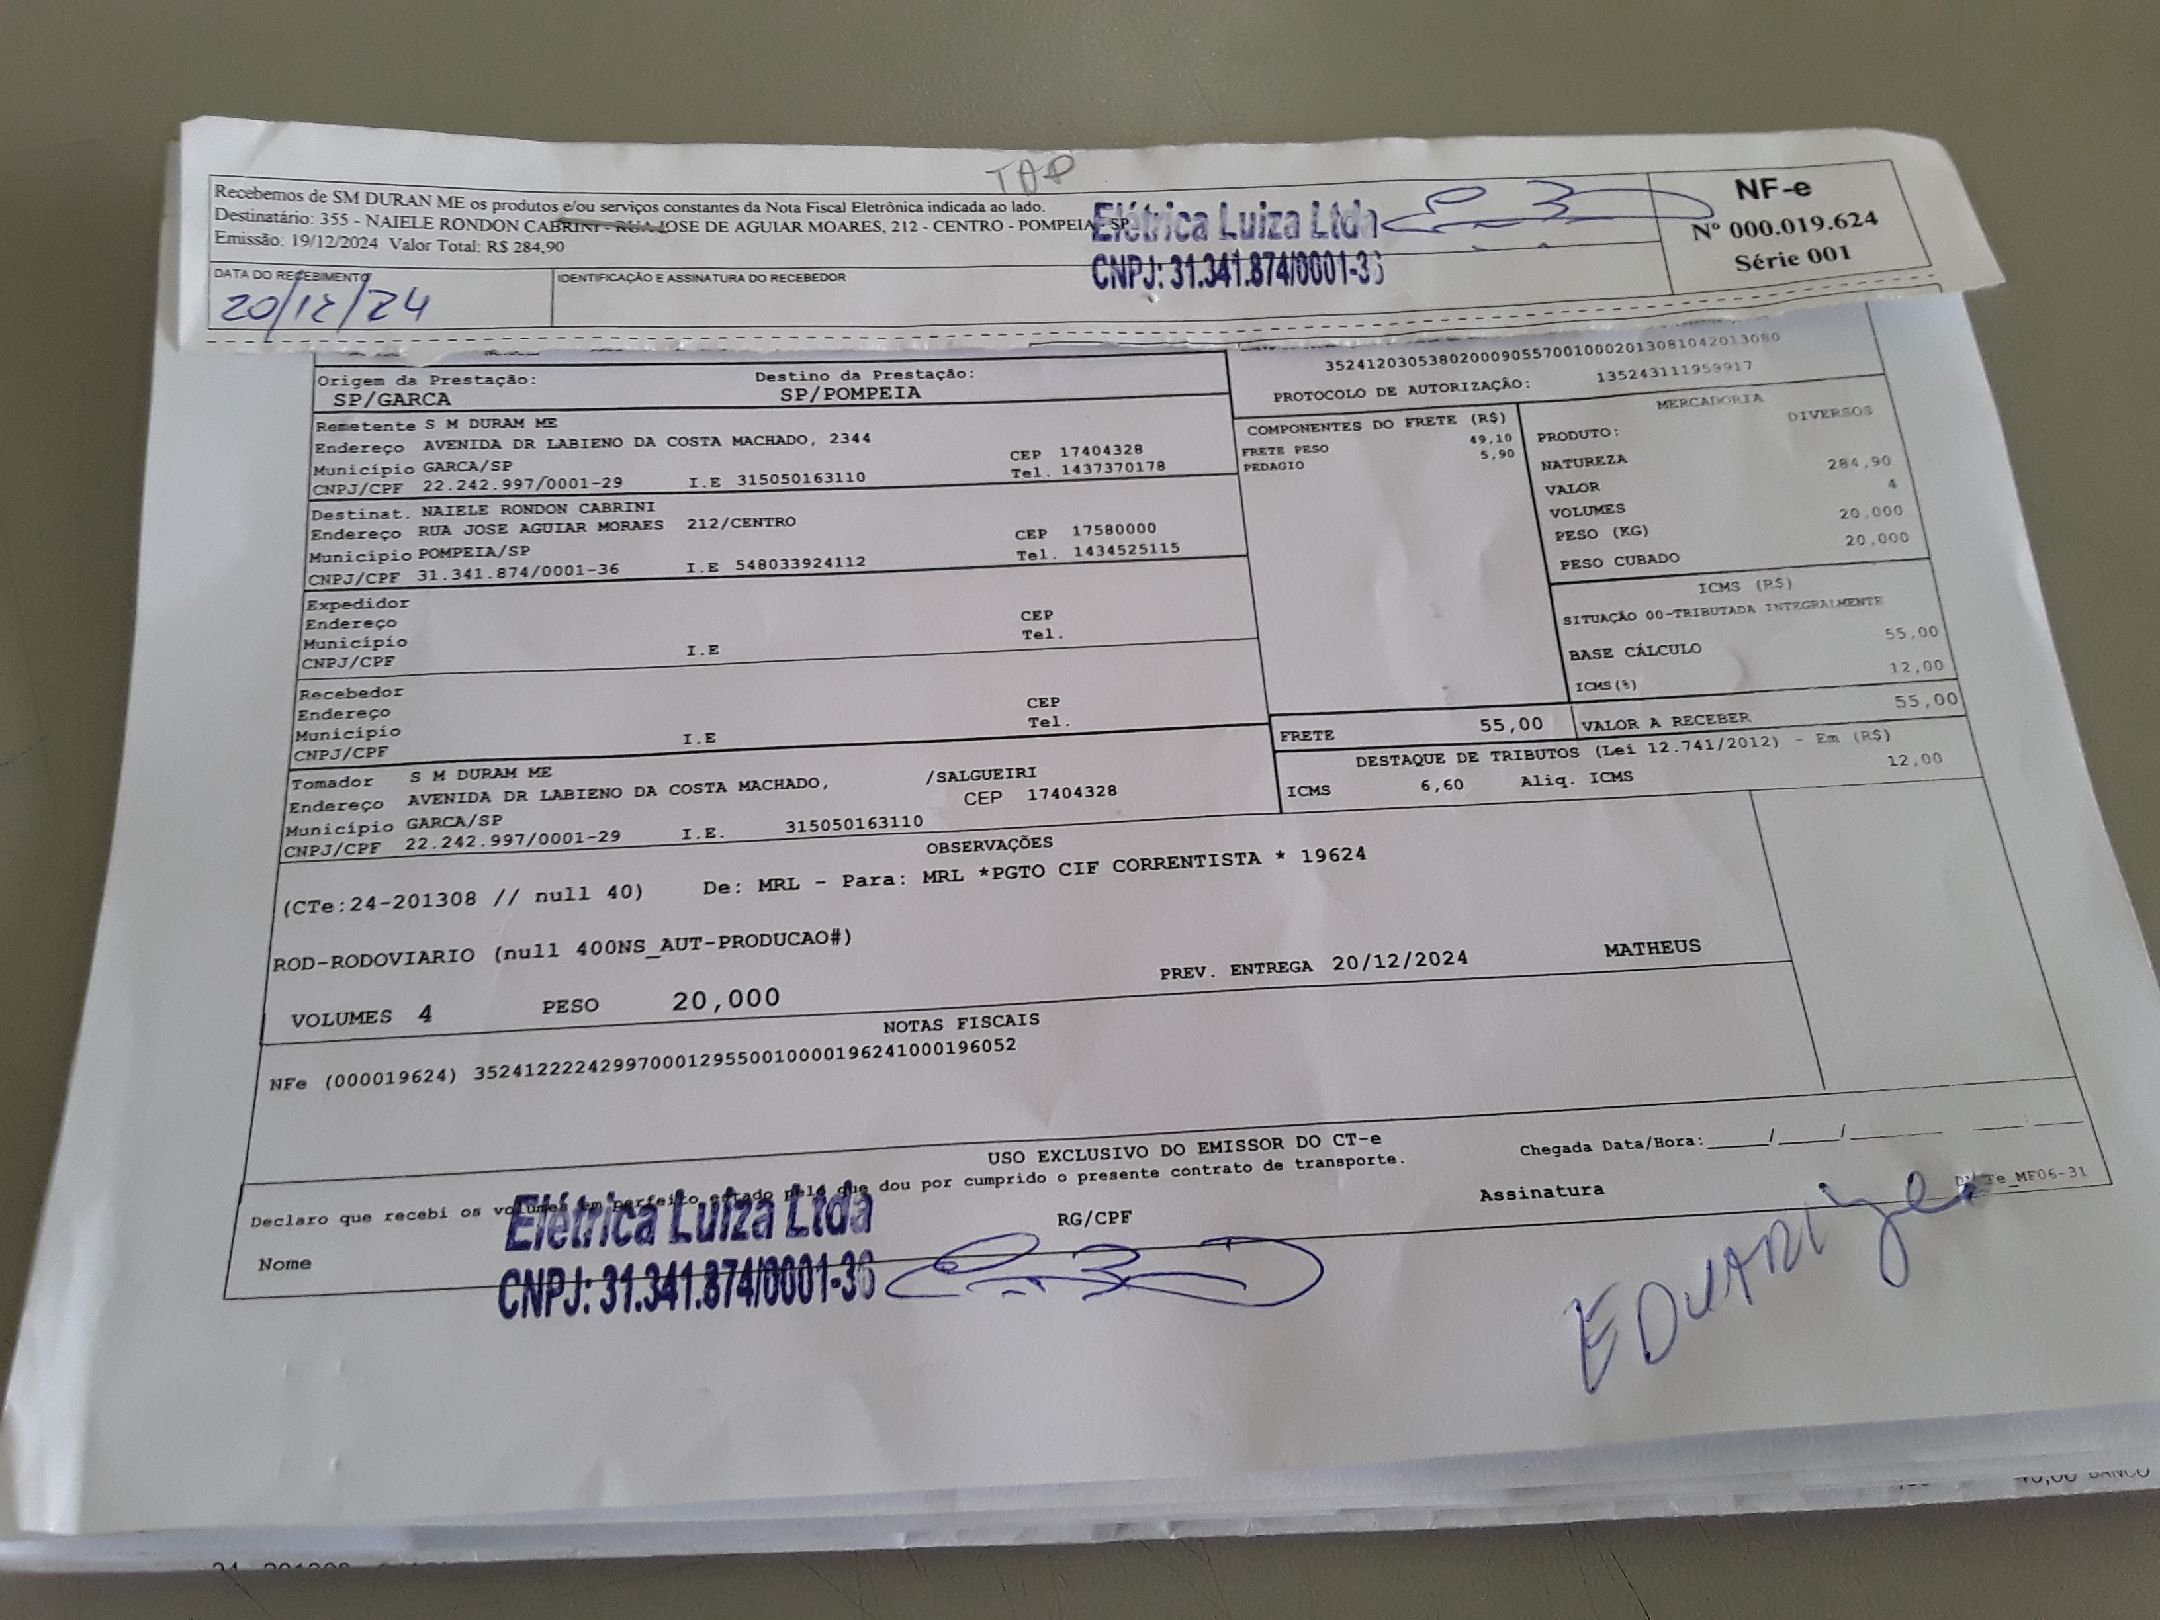 TOP
Recebemos de SM DURAN ME os produtos e/ou serviços constantes da Nota Fiscal Eletrônica indicada ao lado.
Destinatário: 355 - NAIELE RONDON CABRINI - RUA JOSE DE AGUIAR MOARES, 212 - CENTRO - POMPEIA - SP
Emissão: 19/12/2024 Valor Total: R$ 284,90
Elétrica Luiza Ltda
CNPJ: 31.341.874/0001-36
NF-e
Nº 000.019.624
Série 001
DATA DO RECEBIMENTO
20/12/24
IDENTIFICAÇÃO E ASSINATURA DO RECEBEDOR
Origem da Prestação: Destino da Prestação:
SP/GARCA SP/POMPEIA
Remetente S M DURAM ME
Endereço AVENIDA DR LABIENO DA COSTA MACHADO, 2344
Município GARCA/SP CEP 17404328
CNPJ/CPF 22.242.997/0001-29 I.E 315050163110 Tel. 1437370178
Destinat. NAIELE RONDON CABRINI
Endereço RUA JOSE AGUIAR MORAES 212/CENTRO
Município POMPEIA/SP CEP 17580000
CNPJ/CPF 31.341.874/0001-36 I.E 548033924112 Tel. 1434525115
Expedidor
Endereço CEP
Município Tel.
CNPJ/CPF I.E
Recebedor
Endereço CEP
Município Tel.
CNPJ/CPF I.E
Tomador S M DURAM ME
Endereço AVENIDA DR LABIENO DA COSTA MACHADO, /SALGUEIRI
Município GARCA/SP CEP 17404328
CNPJ/CPF 22.242.997/0001-29 I.E. 315050163110
35241203053802000905570010002013081042013080
PROTOCOLO DE AUTORIZAÇÃO: 135243111959917
COMPONENTES DO FRETE (R$)
FRETE PESO 49,10
PEDAGIO 5,90
MERCADORIA
PRODUTO: DIVERSOS
NATUREZA
VALOR 284,90
VOLUMES 4
PESO (KG) 20,000
PESO CUBADO 20,000
ICMS (R$)
SITUAÇÃO 00-TRIBUTADA INTEGRALMENTE
BASE CÁLCULO 55,00
ICMS(%) 12,00
FRETE 55,00 VALOR A RECEBER 55,00
DESTAQUE DE TRIBUTOS (Lei 12.741/2012) - Em (R$)
ICMS 6,60 Aliq. ICMS 12,00
OBSERVAÇÕES
(CTe:24-201308 // null 40) De: MRL - Para: MRL *PGTO CIF CORRENTISTA * 19624
ROD-RODOVIARIO (null 400NS_AUT-PRODUCAO#)
VOLUMES 4 PESO 20,000 PREV. ENTREGA 20/12/2024 MATHEUS
NOTAS FISCAIS
NFe (000019624) 35241222242997000129550010000196241000196052
USO EXCLUSIVO DO EMISSOR DO CT-e
Declaro que recebi os volumes em perfeito estado pelo que dou por cumprido o presente contrato de transporte.
Chegada Data/Hora:_____/_____/
Nome RG/CPF Assinatura
Elétrica Luiza Ltda
CNPJ: 31.341.874/0001-36